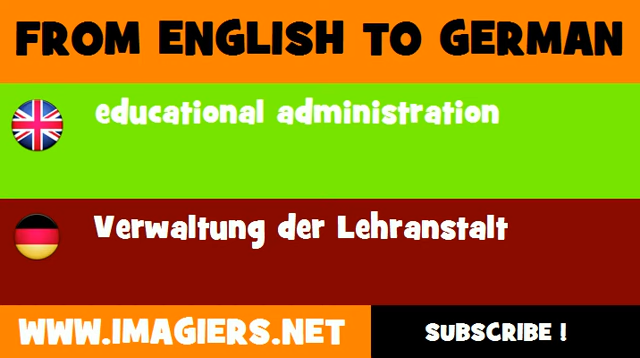 FROM ENGLISH TO GERMAN
educational administration
Verwaltung der Lehranstalt
WWW.IMAGIERS.NET
SUBSCRIBE !